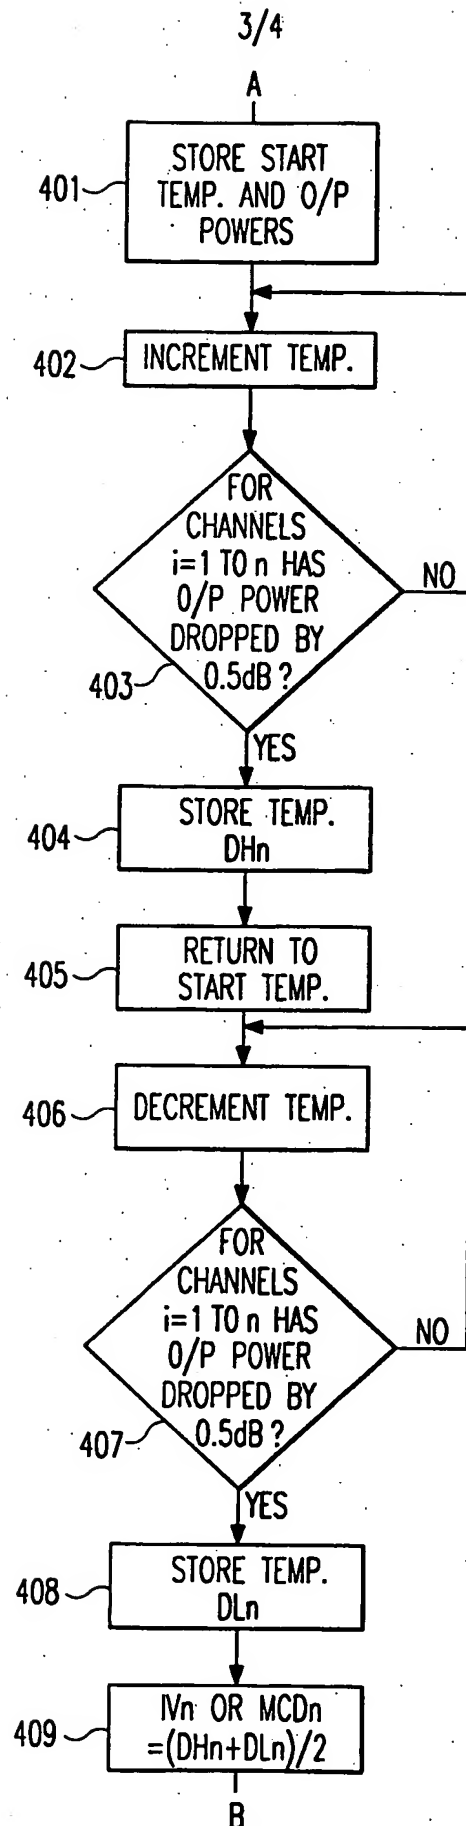 3/4
A
401
STORE START
TEMP. AND O/P
POWERS
402
INCREMENT TEMP.
FOR
CHANNELS
i=1 TO n HAS
O/P POWER
DROPPED BY
0.5dB ?
403
NO
YES
404
STORE TEMP.
DHn
405
RETURN TO
START TEMP.
406
DECREMENT TEMP.
FOR
CHANNELS
i=1 TO n HAS
O/P POWER
DROPPED BY
0.5dB ?
407
NO
YES
408
STORE TEMP.
DLn
409
IVn OR MCDn
=(DHn+DLn)/2
B